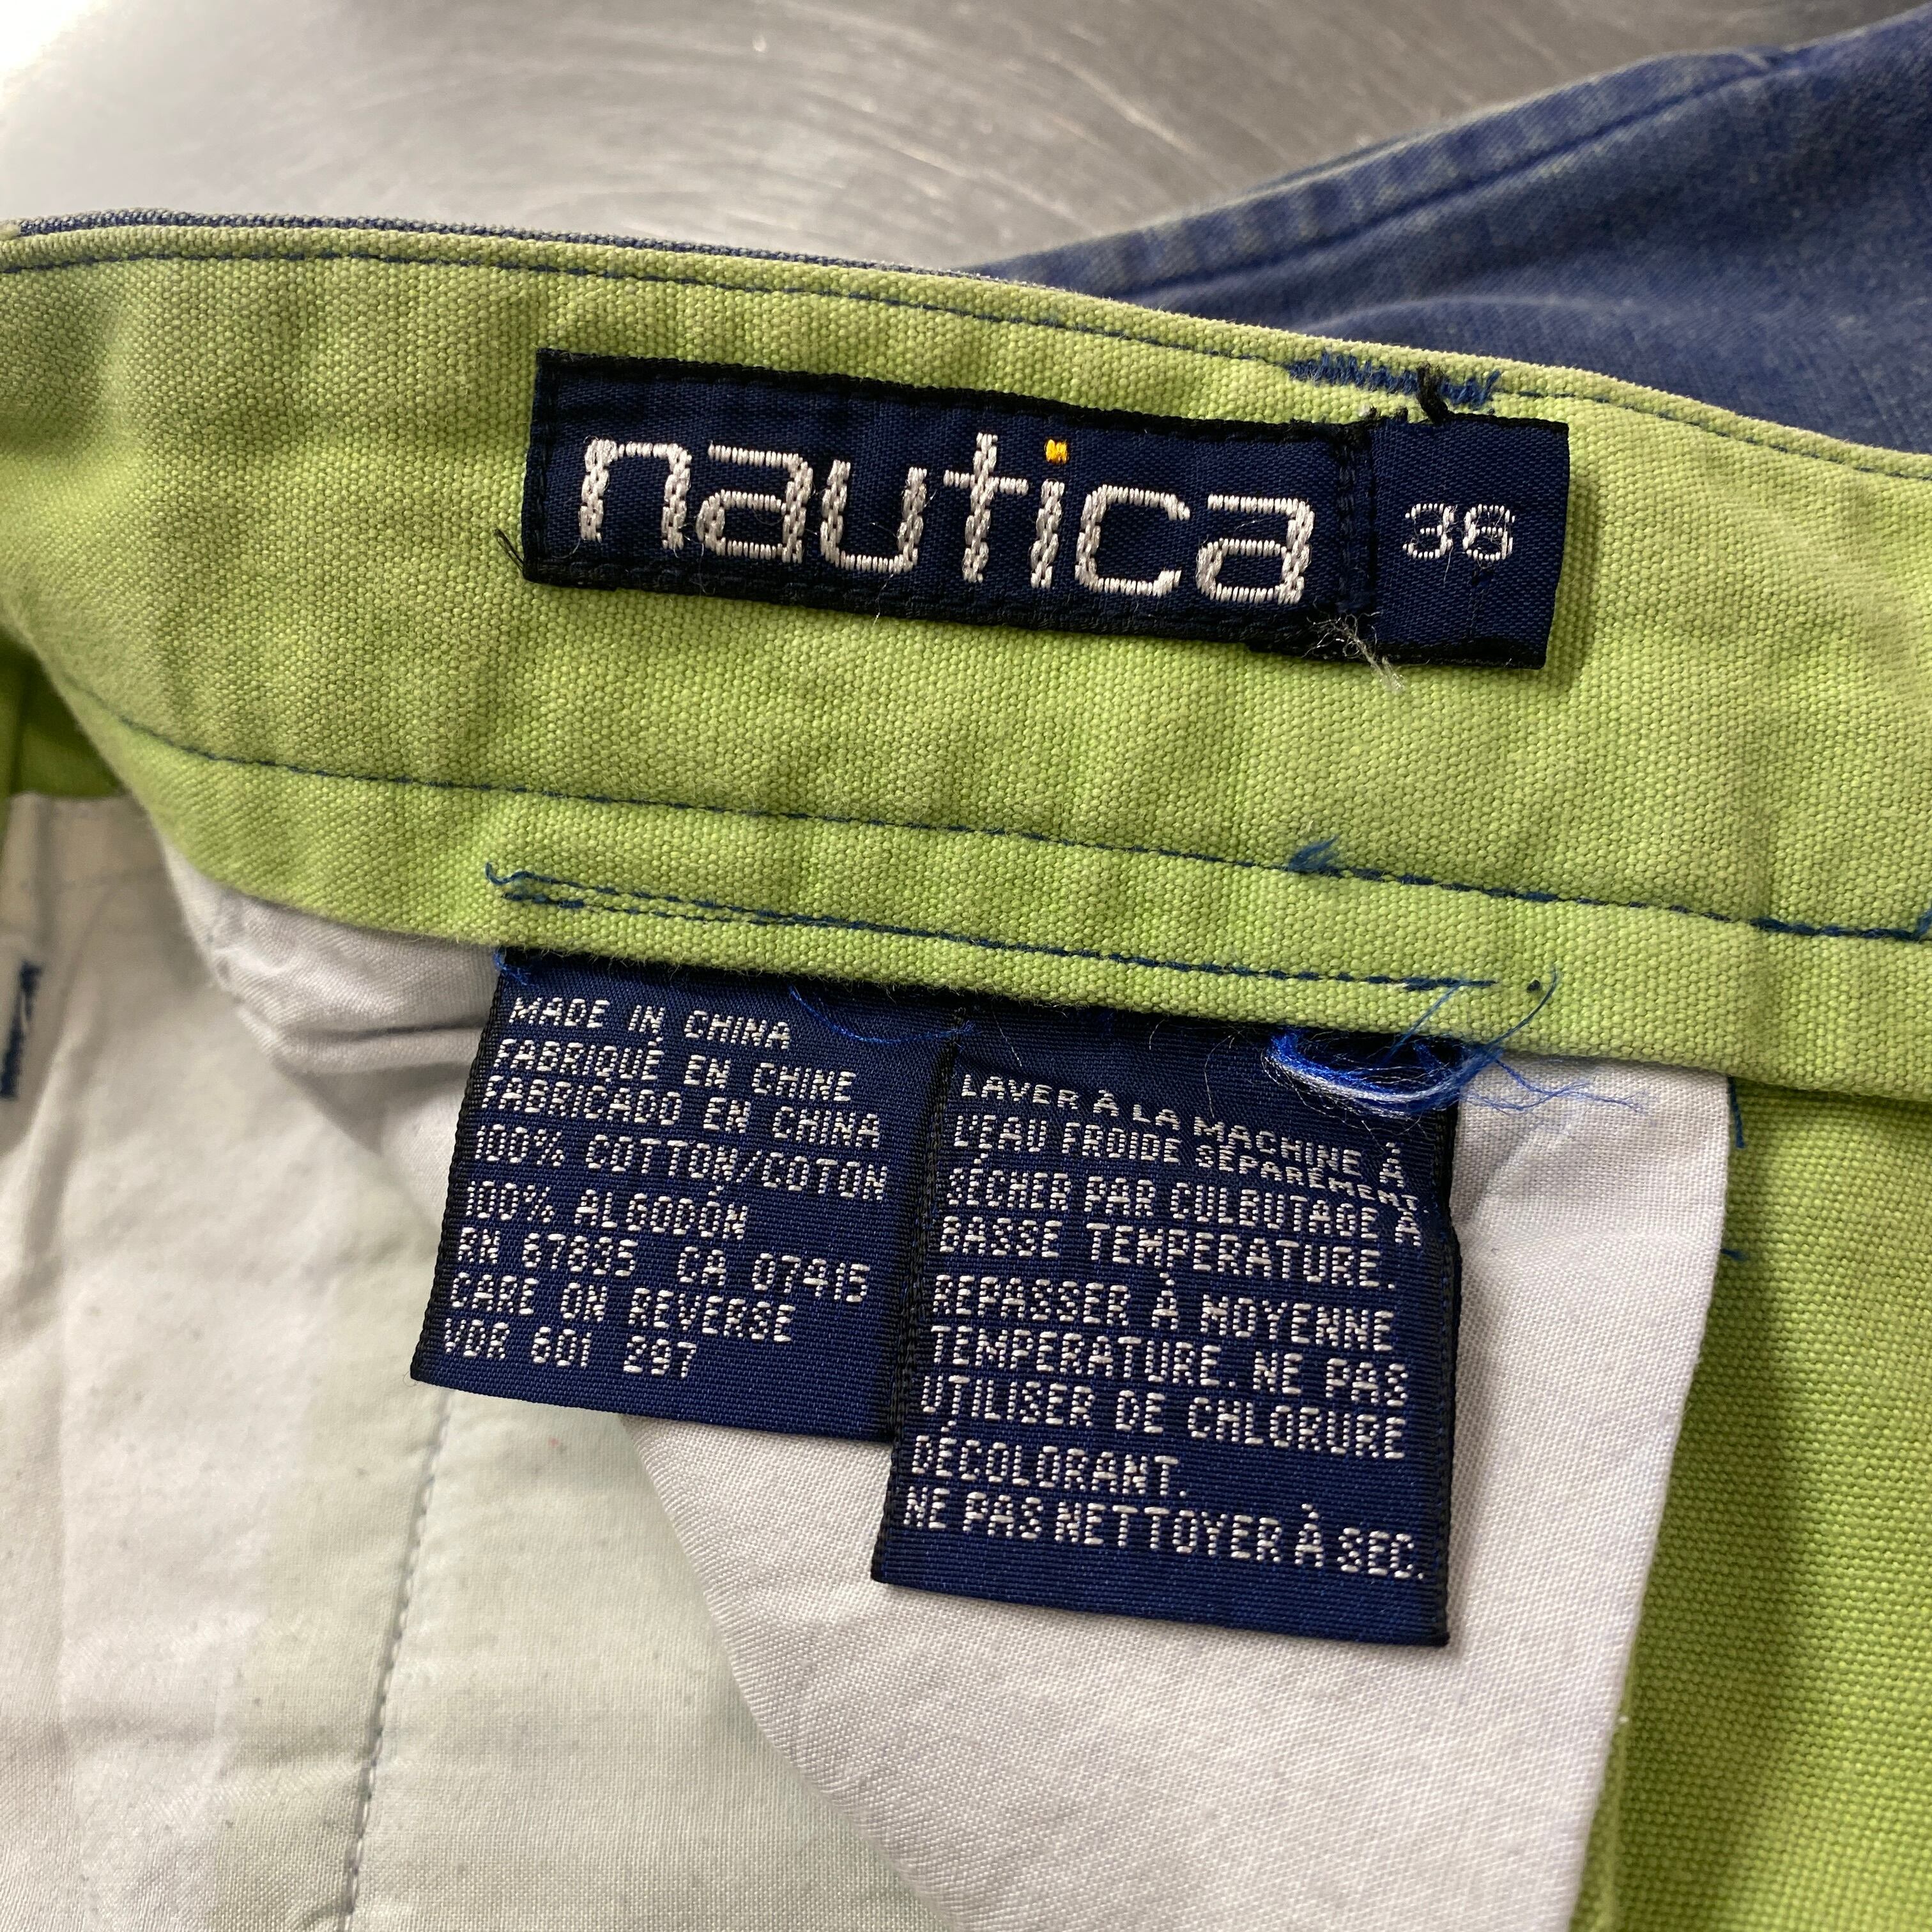 nautica
36
MADE IN CHINA
FABRIQUÉ EN CHINE
FABRICADO EN CHINA
100% COTTON/COTON
100% ALGODÓN
RN 67835 CA 07415
CARE ON REVERSE
VDR 601 297
LAVER À LA MACHINE À
L'EAU FROIDE SÉPARÉMENT.
SÉCHER PAR CULBUTAGE À
BASSE TEMPERATURE.
REPASSER À MOYENNE
TEMPERATURE. NE PAS
UTILISER DE CHLORURE
DÉCOLORANT.
NE PAS NETTOYER À SEC.